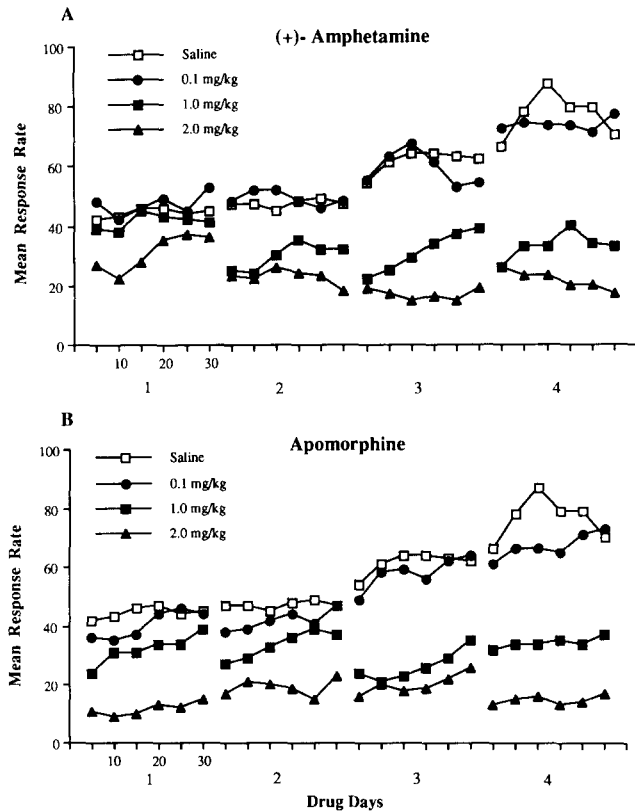 A
(+)- Amphetamine
Saline
0.1 mg/kg
1.0 mg/kg
2.0 mg/kg
Mean Response Rate
100
80
60
40
20
0
10 20 30
1 2 3 4
B
Apomorphine
Saline
0.1 mg/kg
1.0 mg/kg
2.0 mg/kg
Mean Response Rate
100
80
60
40
20
0
10 20 30
1 2 3 4
Drug Days